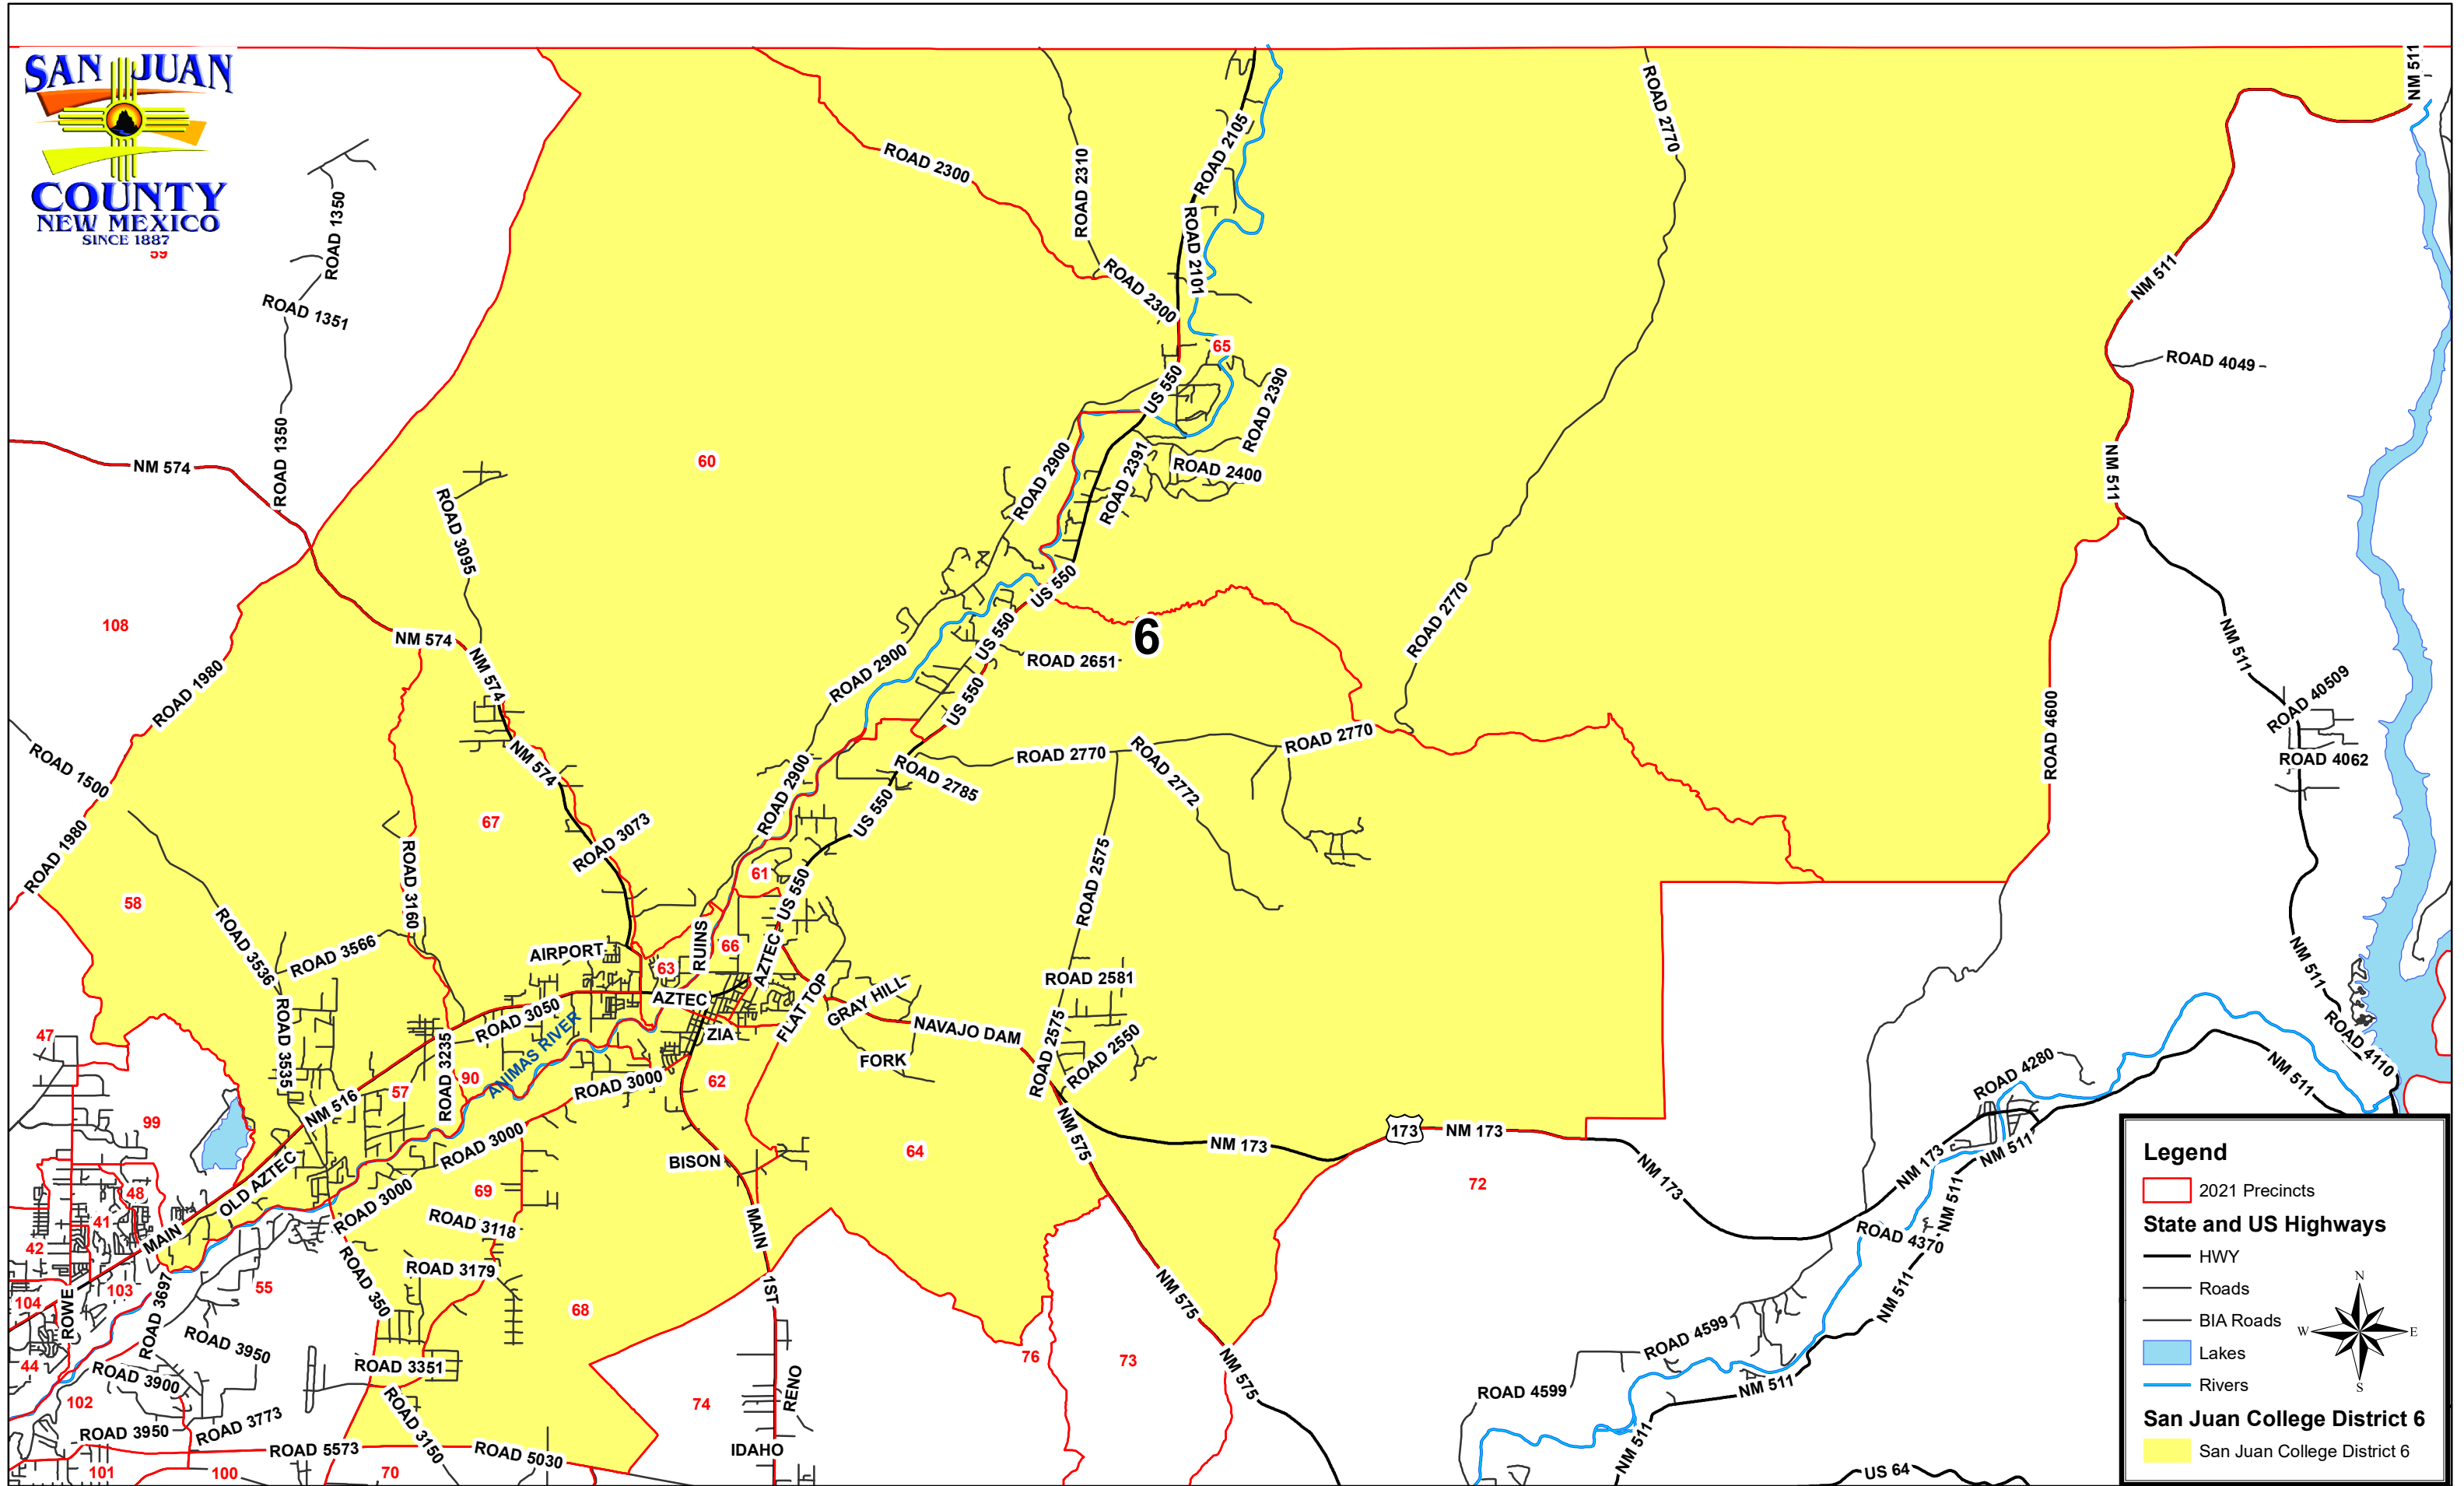 SAN JUAN
COUNTY
NEW MEXICO
SINCE 1887
59
ROAD 1350
ROAD 1351
ROAD 1350
NM 574
108
ROAD 1980
ROAD 1500
ROAD 1980
58
60
ROAD 2300
ROAD 2310
ROAD 2105
ROAD 2101
ROAD 2300
65
US 550
ROAD 2390
ROAD 2400
ROAD 2391
ROAD 2900
US 550
ROAD 2770
NM 511
NM 511
ROAD 4049
NM 511
ROAD 3095
NM 574
NM 574
NM 574
ROAD 3073
67
ROAD 3160
ROAD 2900
US 550
ROAD 2651
US 550
6
ROAD 2770
ROAD 2770
ROAD 2772
ROAD 2770
ROAD 2785
US 550
ROAD 2900
ROAD 2575
ROAD 4600
NM 511
ROAD 40509
ROAD 4062
NM 511
ROAD 4110
61
US 550
66
RUINS
AZTEC
63
AIRPORT
AZTEC
ZIA
FLAT TOP
GRAY HILL
NAVAJO DAM
FORK
ROAD 2581
ROAD 2575
ROAD 2550
ROAD 3536
ROAD 3566
ROAD 3535
ROAD 3050
ROAD 3235
ANIMAS RIVER
90
57
NM 516
ROAD 3000
62
47
99
48
41
42
OLD AZTEC
MAIN
103
104
ROWE
44
102
ROAD 3697
55
ROAD 3950
ROAD 3900
ROAD 3950
ROAD 3773
101
100
ROAD 5573
70
ROAD 3000
ROAD 3000
69
ROAD 3118
ROAD 3179
ROAD 350
ROAD 3351
ROAD 3150
ROAD 5030
68
BISON
MAIN
1ST
RENO
IDAHO
74
64
NM 575
NM 173
173
NM 173
72
NM 575
76
73
NM 575
NM 173
NM 173
ROAD 4280
NM 511
NM 511
NM 511
ROAD 4370
NM 511
ROAD 4599
ROAD 4599
NM 511
NM 511
US 64
Legend
2021 Precincts
State and US Highways
HWY
Roads
BIA Roads
Lakes
Rivers
San Juan College District 6
San Juan College District 6
N
W
E
S